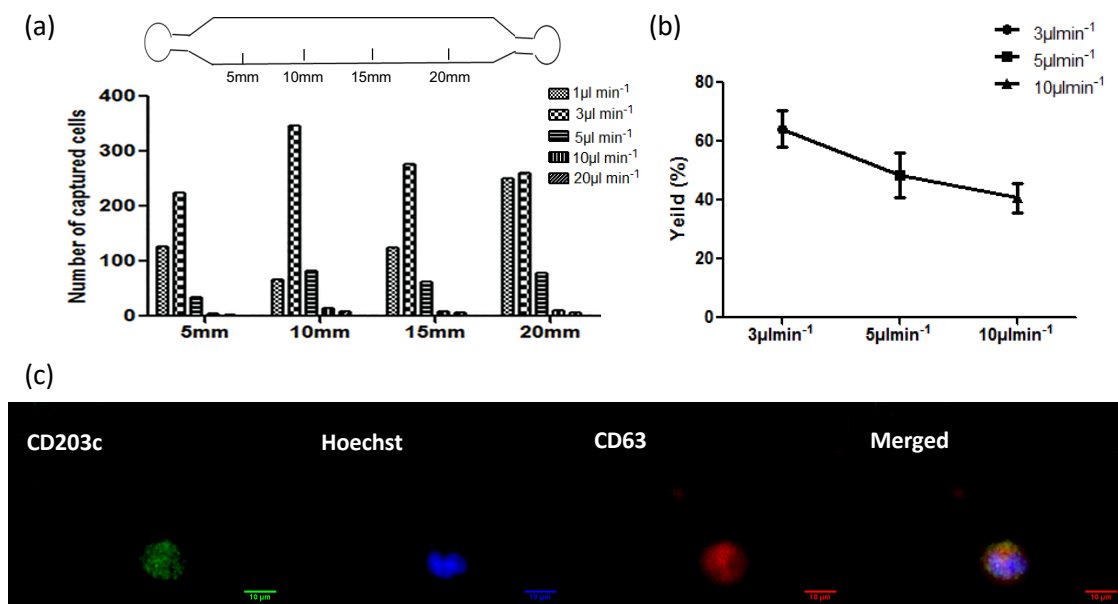 (a)
5mm
10mm
15mm
20mm
Number of captured cells
400
300
200
100
0
5mm
10mm
15mm
20mm
1µl min⁻¹
3µl min⁻¹
5µl min⁻¹
10µl min⁻¹
20µl min⁻¹
(b)
3µlmin⁻¹
5µlmin⁻¹
10µlmin⁻¹
Yeild (%)
80
60
40
20
0
3µlmin⁻¹
5µlmin⁻¹
10µlmin⁻¹
(c)
CD203c
Hoechst
CD63
Merged
10 µm
10 µm
10 µm
10 µm